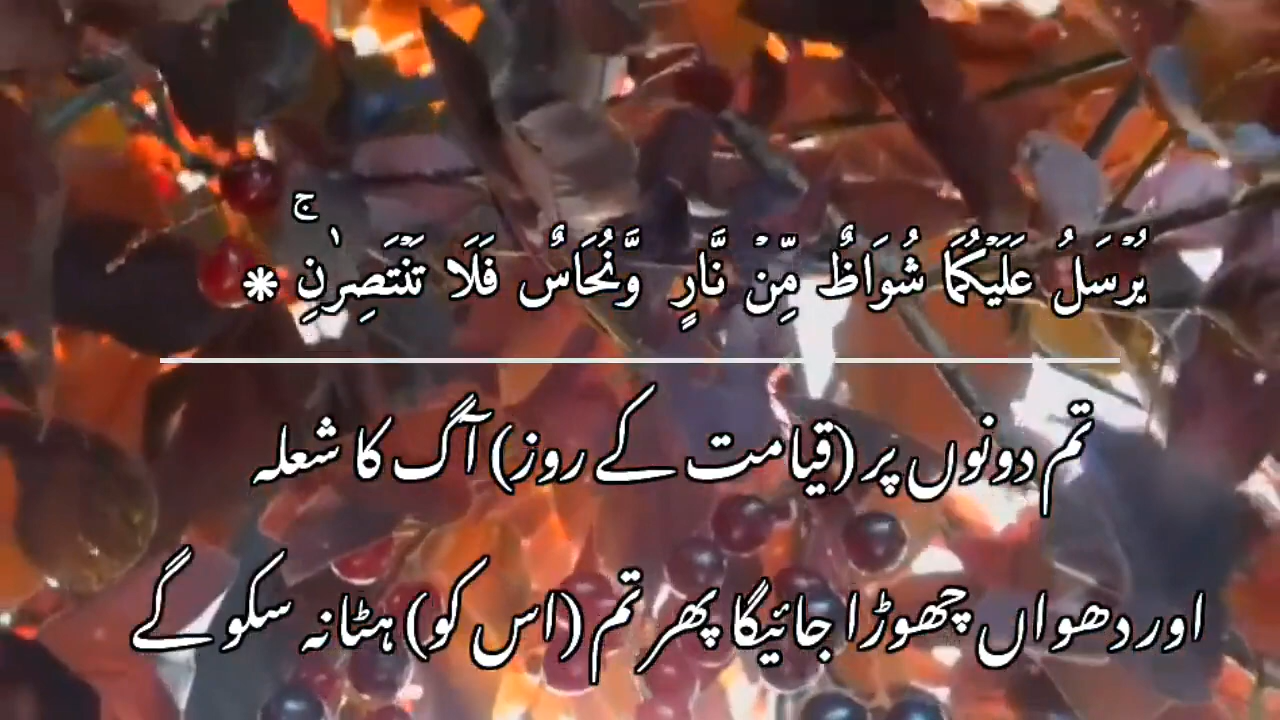 يُرْسَلُ عَلَيْكُمَا شُوَاظٌ مِّنْ نَّارٍ وَّنُحَاسٌ فَلَا تَنْتَصِرٰنِۚ *
تم دونوں پر (قیامت کے روز) آگ کا شعلہ
اور دھواں چھوڑا جائیگا پھر تم (اس کو) ہٹا نہ سکو گے